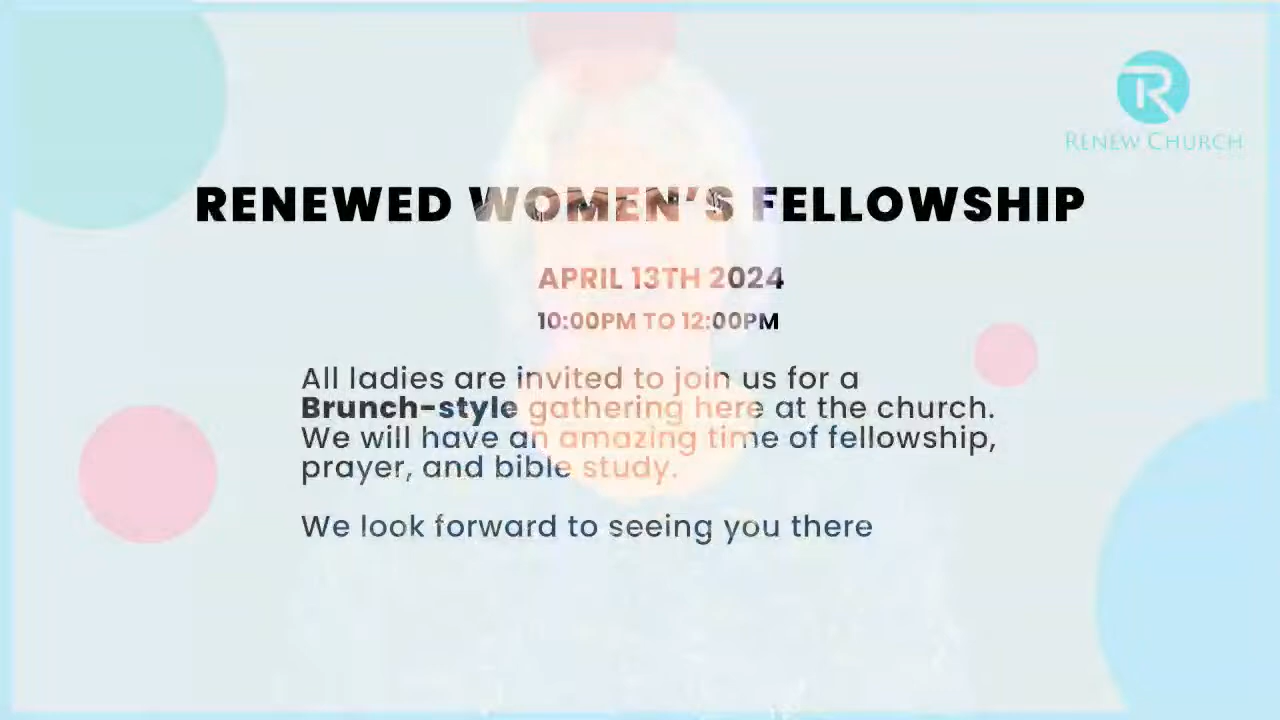 RENEW CHURCH
RENEWED WOMEN'S FELLOWSHIP
APRIL 13TH 2024
10:00PM TO 12:00PM
All ladies are invited to join us for a
Brunch-style gathering here at the church.
We will have an amazing time of fellowship,
prayer, and bible study.
We look forward to seeing you there